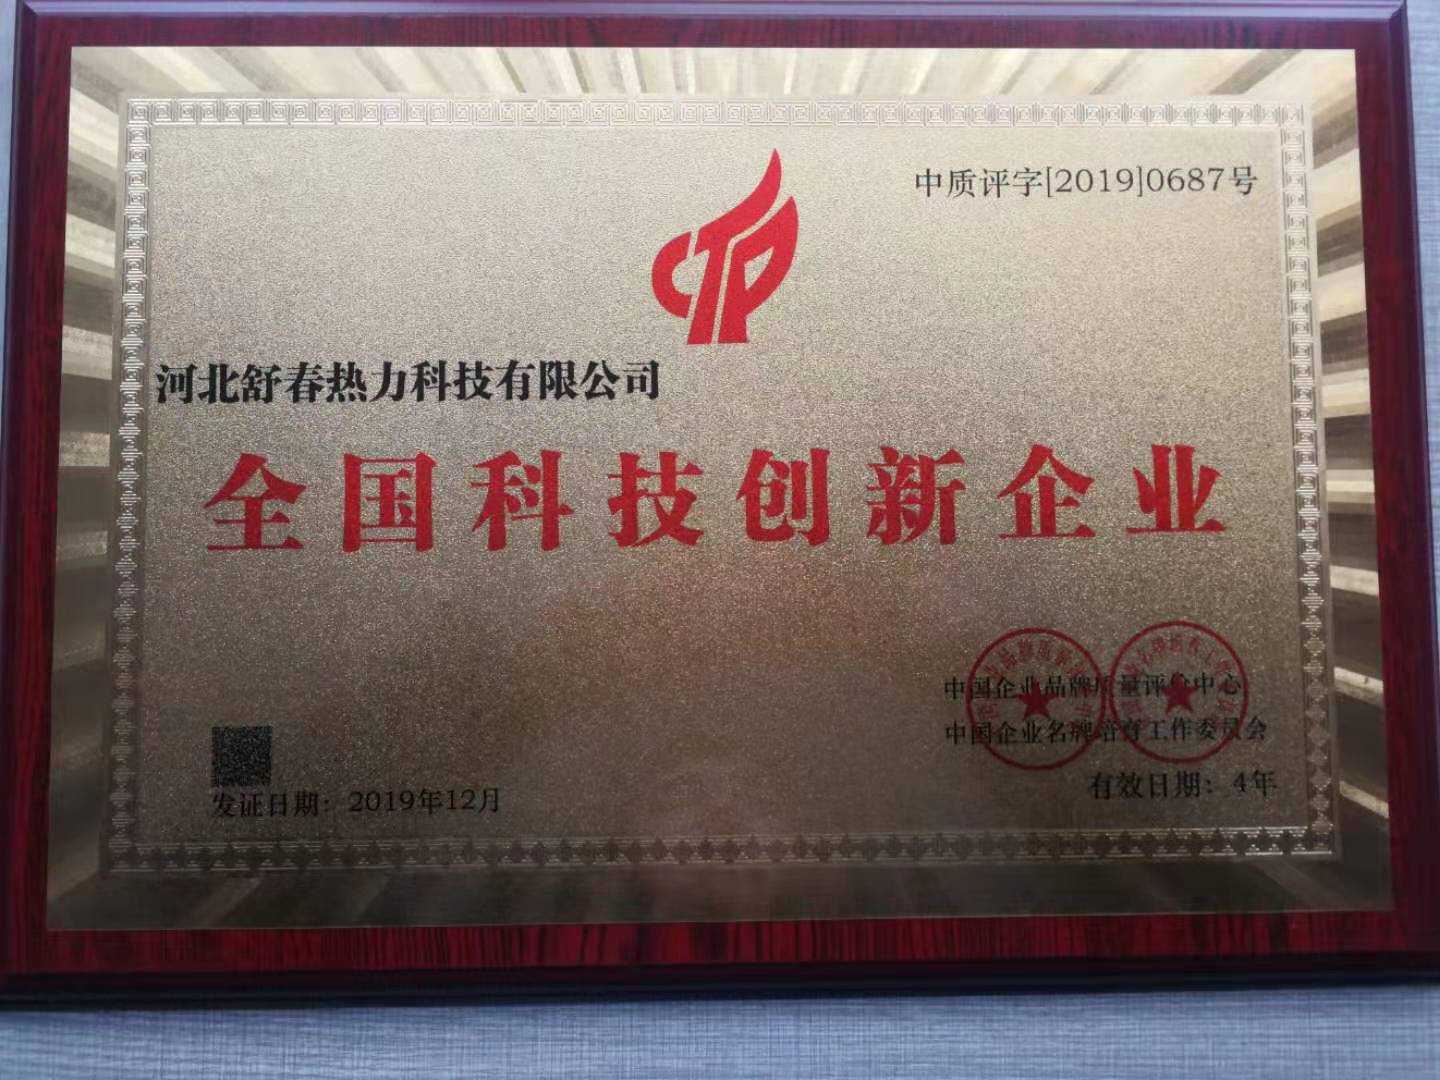 中质评字[2019]0687号
CTP
河北舒春热力科技有限公司
全国科技创新企业
中国企业品牌质量评价中心
中国企业名牌培育工作委员会
有效日期：4年
发证日期：2019年12月